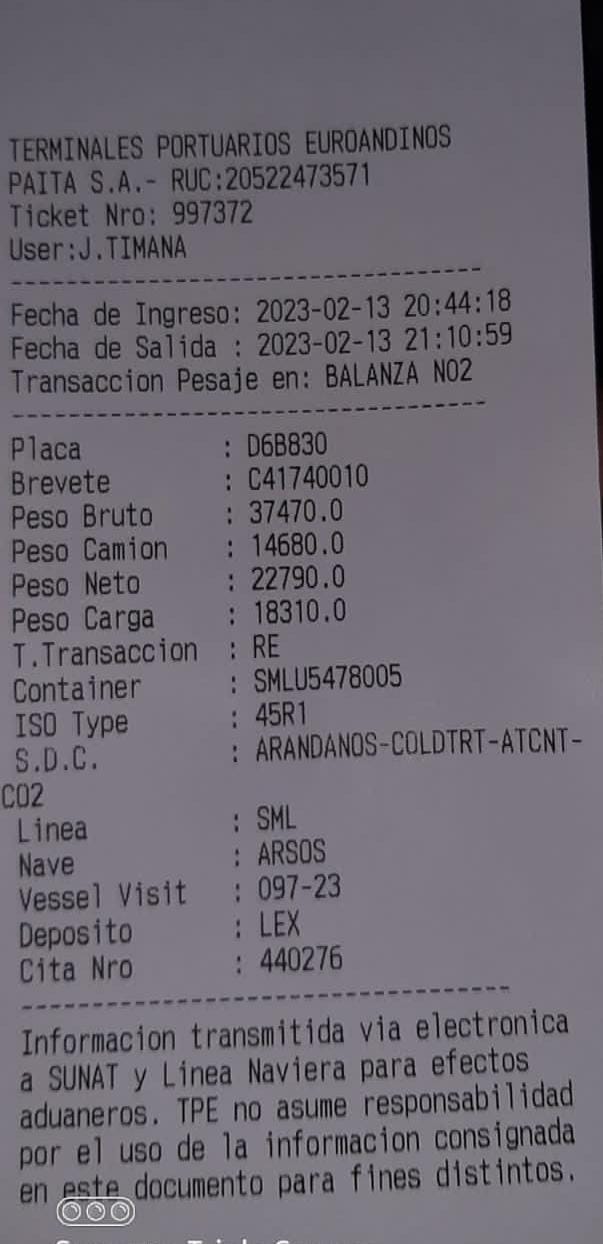 TERMINALES PORTUARIOS EUROANDINOS
PAITA S.A.- RUC:20522473571
Ticket Nro: 997372
User:J.TIMANA
--------------------------------
Fecha de Ingreso: 2023-02-13 20:44:18
Fecha de Salida : 2023-02-13 21:10:59
Transaccion Pesaje en: BALANZA NO2
--------------------------------
Placa : D6B830
Brevete : C41740010
Peso Bruto : 37470.0
Peso Camion : 14680.0
Peso Neto : 22790.0
Peso Carga : 18310.0
T.Transaccion : RE
Container : SMLU5478005
ISO Type : 45R1
S.D.C. : ARANDANOS-COLDTRT-ATCNT-
CO2
Linea : SML
Nave : ARSOS
Vessel Visit : 097-23
Deposito : LEX
Cita Nro : 440276
--------------------------------
Informacion transmitida via electronica
a SUNAT y Linea Naviera para efectos
aduaneros. TPE no asume responsabilidad
por el uso de la informacion consignada
en este documento para fines distintos.